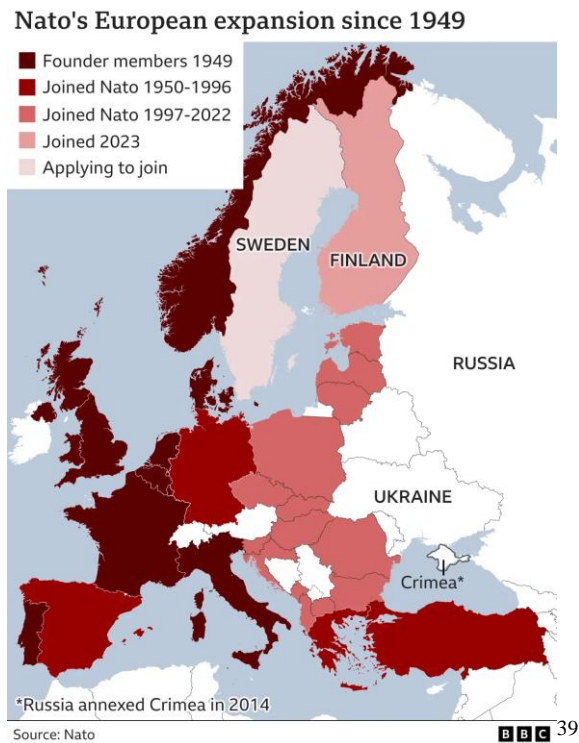 Nato's European expansion since 1949
Founder members 1949
Joined Nato 1950-1996
Joined Nato 1997-2022
Joined 2023
Applying to join
SWEDEN
FINLAND
RUSSIA
UKRAINE
Crimea*
*Russia annexed Crimea in 2014
Source: Nato
BBC
39